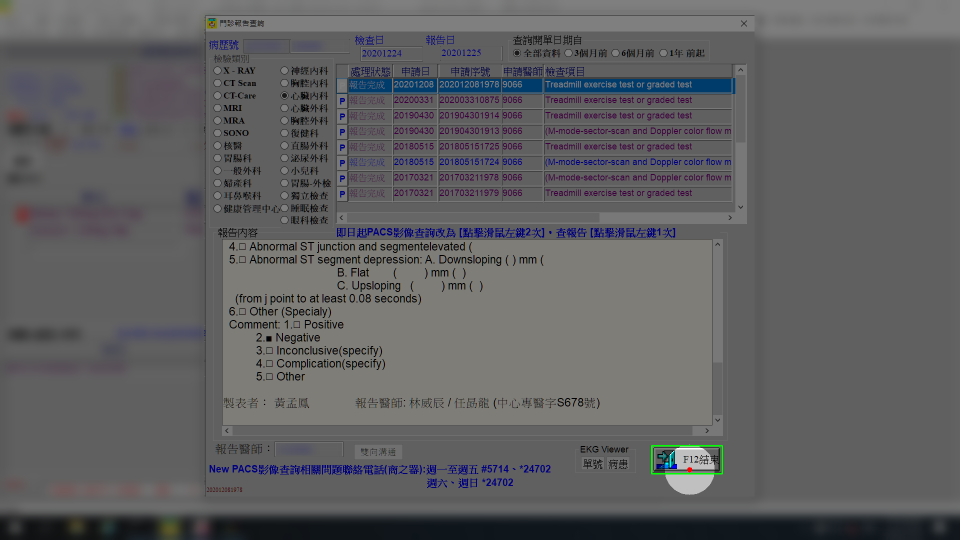 門診報告查詢
病歷號
檢查日 報告日
20201224 20201225
查詢開單日期自
全部資料 3個月前 6個月前 1年 前起
檢驗類別
X - RAY 神經內科
CT Scan 胸腔內科
CT-Care 心臟內科
MRI 心臟外科
MRA 胸腔外科
SONO 復健科
核醫 直腸外科
胃腸科 泌尿外科
一般外科 小兒科
婦產科 胃腸-外檢
耳鼻喉科 獨立檢查
健康管理中心 睡眠檢查
眼科檢查
處理狀態 申請日 申請序號 申請醫師 檢查項目
報告完成 20201208 202012081978 9066 Treadmill exercise test or graded test
P 報告完成 20200331 202003310875 9066 Treadmill exercise test or graded test
P 報告完成 20190430 201904301914 9066 Treadmill exercise test or graded test
P 報告完成 20190430 201904301913 9066 (M-mode-sector-scan and Doppler color flow m
P 報告完成 20180515 201805151725 9066 Treadmill exercise test or graded test
P 報告完成 20180515 201805151724 9066 (M-mode-sector-scan and Doppler color flow m
P 報告完成 20170321 201703211978 9066 (M-mode-sector-scan and Doppler color flow m
P 報告完成 20170321 201703211979 9066 Treadmill exercise test or graded test
報告內容
即日起PACS影像查詢改為 [點擊滑鼠左鍵2次]，查報告 [點擊滑鼠左鍵1次]
4.□ Abnormal ST junction and segmentelevated (
5.□ Abnormal ST segment depression: A. Downsloping ( ) mm (
B. Flat ( ) mm ( )
C. Upsloping ( ) mm ( )
(from j point to at least 0.08 seconds)
6.□ Other (Specialy)
Comment: 1.□ Positive
2.■ Negative
3.□ Inconclusive(specify)
4.□ Complication(specify)
5.□ Other
製表者： 黃孟鳳 報告醫師: 林威辰 / 任勗龍 (中心專醫字S678號)
報告醫師：
雙向溝通
EKG Viewer
單號 病患
F12結束
New PACS影像查詢相關問題聯絡電話(商之器):週一至週五 #5714、*24702
週六、週日 *24702
202012081978